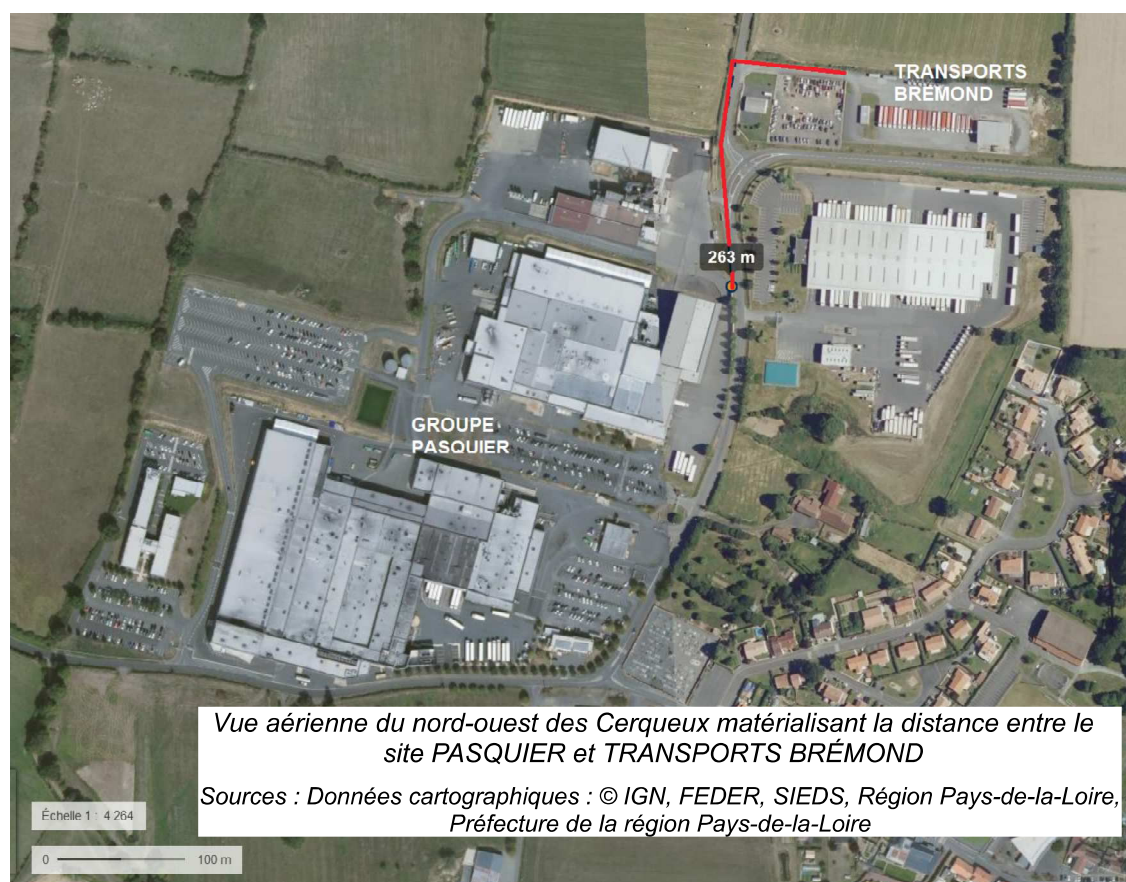 TRANSPORTS
BRÉMOND
263 m
GROUPE
PASQUIER
Vue aérienne du nord-ouest des Cerqueux matérialisant la distance entre le
site PASQUIER et TRANSPORTS BRÉMOND
Sources : Données cartographiques : © IGN, FEDER, SIEDS, Région Pays-de-la-Loire,
Préfecture de la région Pays-de-la-Loire
Échelle 1 : 4 264
0 100 m